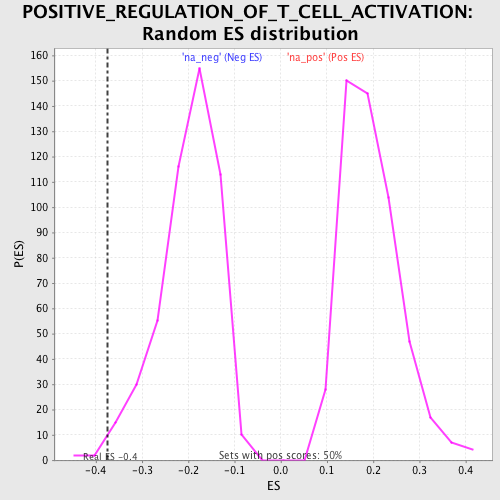 POSITIVE_REGULATION_OF_T_CELL_ACTIVATION:
Random ES distribution
'na_neg' (Neg ES) 'na_pos' (Pos ES)
160
150
140
130
120
110
100
90
80
70
60
50
40
30
20
10
0
P(ES)
Real ES -0.4 Sets with pos scores: 50%
-0.4 -0.3 -0.2 -0.1 0.0 0.1 0.2 0.3 0.4
ES